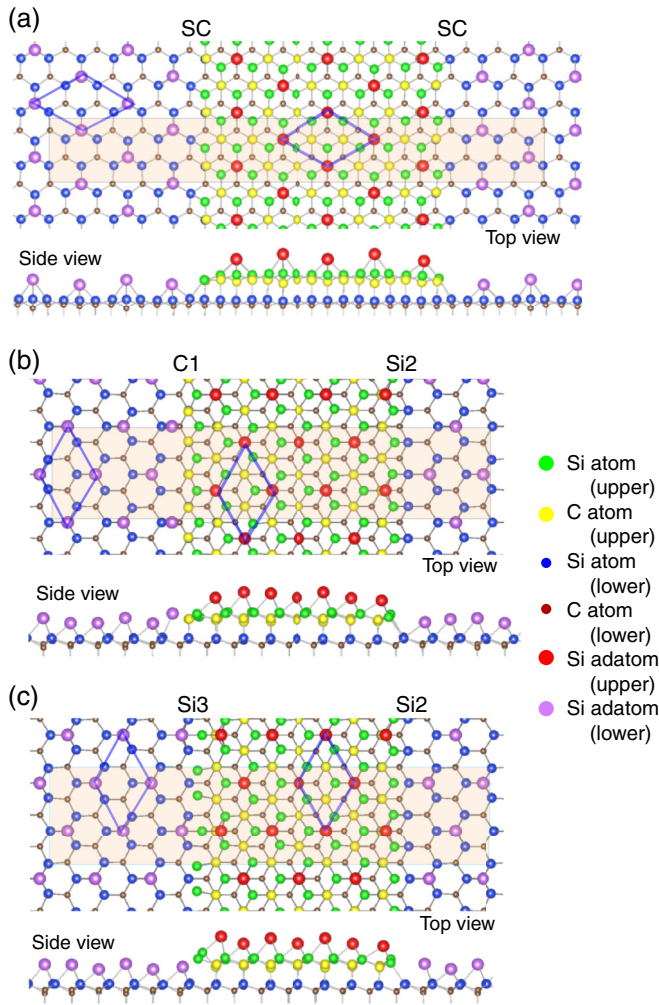 (a)
SC
SC
Top view
Side view
(b)
C1
Si2
Top view
Side view
Si atom
(upper)
C atom
(upper)
Si atom
(lower)
C atom
(lower)
Si adatom
(upper)
Si adatom
(lower)
(c)
Si3
Si2
Top view
Side view